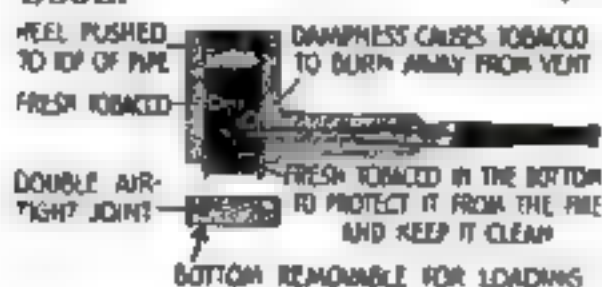 HEEL PUSHED
TO TOP OF PIPE
DAMPNESS CAUSES TOBACCO
TO BURN AWAY FROM VENT
FRESH TOBACCO
FRESH TOBACCO IN THE BOTTOM
TO PROTECT IT FROM THE FIRE
AND KEEP IT CLEAN
DOUBLE AIR-
TIGHT JOINT
BOTTOM REMOVABLE FOR LOADING